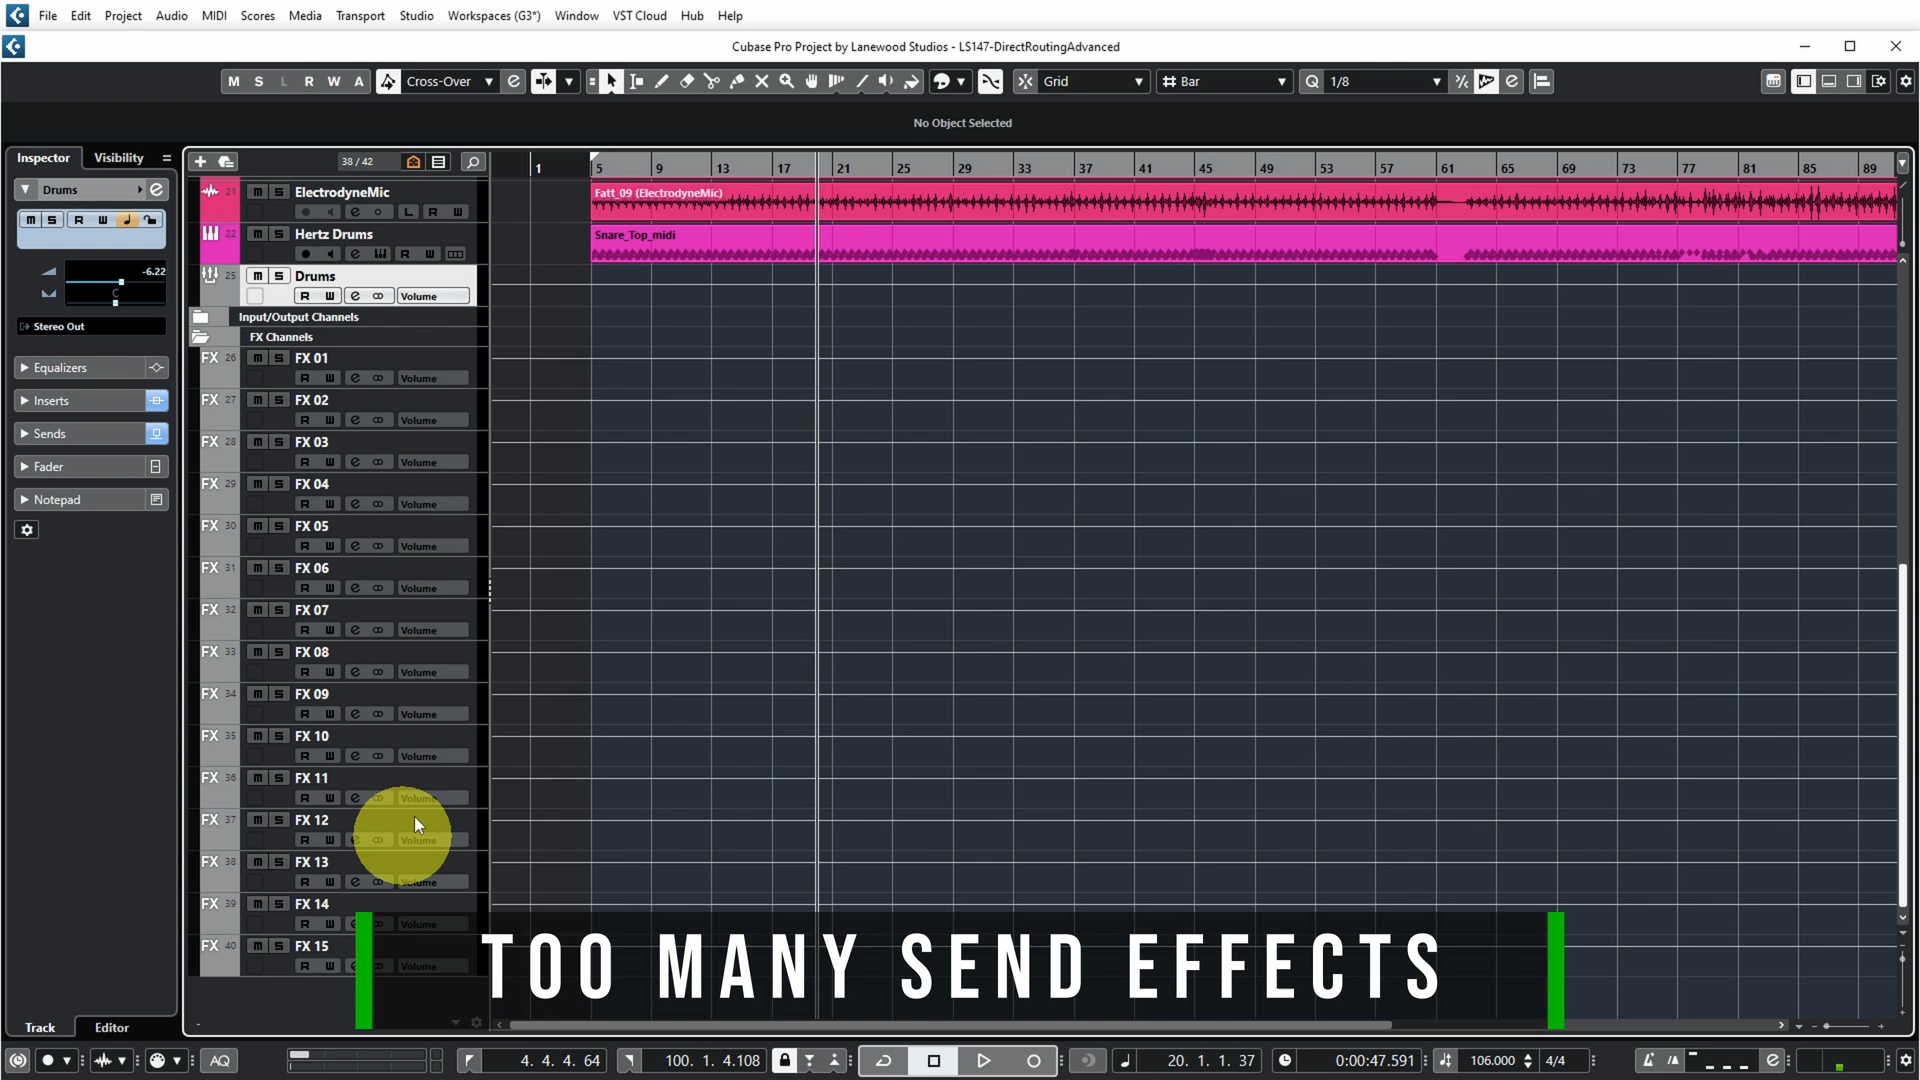 File Edit Project Audio MIDI Scores Media Transport Studio Workspaces (G3*) Window VST Cloud Hub Help
Cubase Pro Project by Lanewood Studios - LS147-DirectRoutingAdvanced
M S L R W A Cross-Over Grid Bar Q 1/8
No Object Selected
Inspector Visibility 38 / 42 1 5 9 13 17 21 25 29 33 37 41 45 49 53 57 61 65 69 73 77 81 85 89
Drums
-6.22
C
Stereo Out
Equalizers
Inserts
Sends
Fader
Notepad
21 ElectrodyneMic
L R W
Fatt_09 (ElectrodyneMic)
22 Hertz Drums
Snare_Top_midi
25 Drums
Volume
Input/Output Channels
FX Channels
FX 26 FX 01
Volume
FX 27 FX 02
Volume
FX 28 FX 03
Volume
FX 29 FX 04
Volume
FX 30 FX 05
Volume
FX 31 FX 06
Volume
FX 32 FX 07
Volume
FX 33 FX 08
Volume
FX 34 FX 09
Volume
FX 35 FX 10
Volume
FX 36 FX 11
Volume
FX 37 FX 12
Volume
FX 38 FX 13
Volume
FX 39 FX 14
Volume
FX 40 FX 15
Volume
TOO MANY SEND EFFECTS
Track Editor
AQ 4. 4. 4. 64 100. 1. 4.108 20. 1. 1. 37 0:00:47.591 106.000 4/4